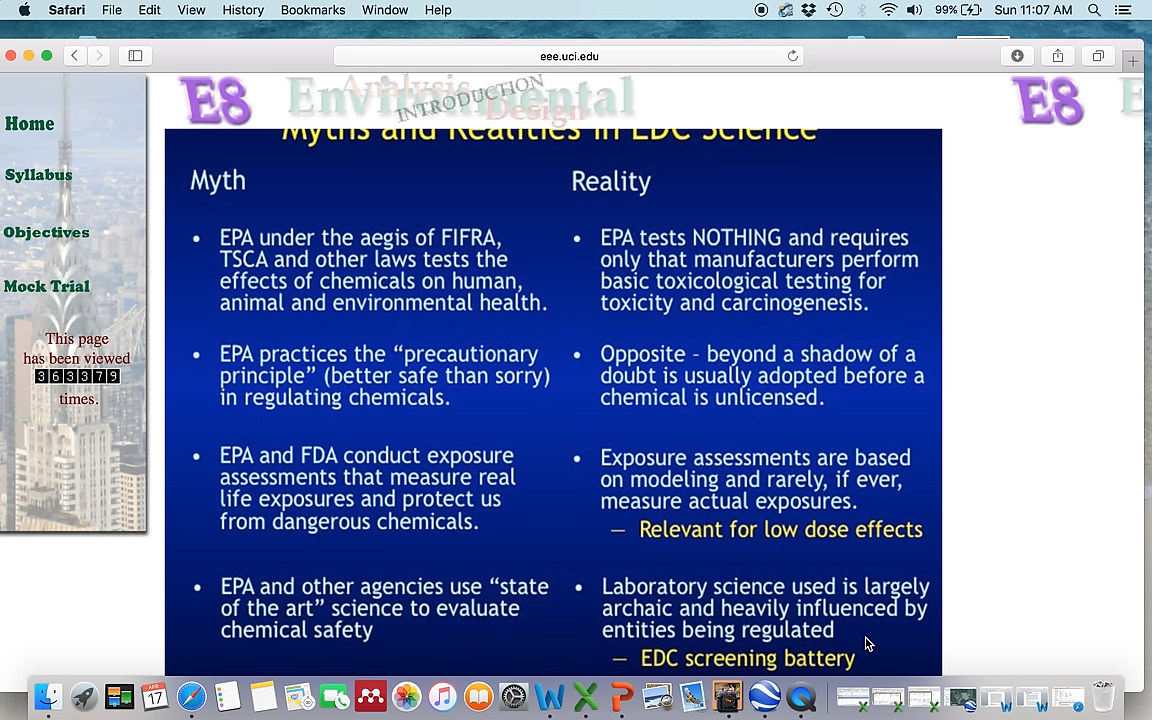 Safari File Edit View History Bookmarks Window Help 99% Sun 11:07 AM
eee.uci.edu
E8 Environmental E8 E
Analysis
INTRODUCTION
Design
Home
Syllabus
Objectives
Mock Trial
This page
has been viewed
363379
times.
Myths and Realities in EDC Science
Myth
• EPA under the aegis of FIFRA,
TSCA and other laws tests the
effects of chemicals on human,
animal and environmental health.
• EPA practices the “precautionary
principle” (better safe than sorry)
in regulating chemicals.
• EPA and FDA conduct exposure
assessments that measure real
life exposures and protect us
from dangerous chemicals.
• EPA and other agencies use “state
of the art” science to evaluate
chemical safety
Reality
• EPA tests NOTHING and requires
only that manufacturers perform
basic toxicological testing for
toxicity and carcinogenesis.
• Opposite – beyond a shadow of a
doubt is usually adopted before a
chemical is unlicensed.
• Exposure assessments are based
on modeling and rarely, if ever,
measure actual exposures.
— Relevant for low dose effects
• Laboratory science used is largely
archaic and heavily influenced by
entities being regulated
— EDC screening battery
APR
17